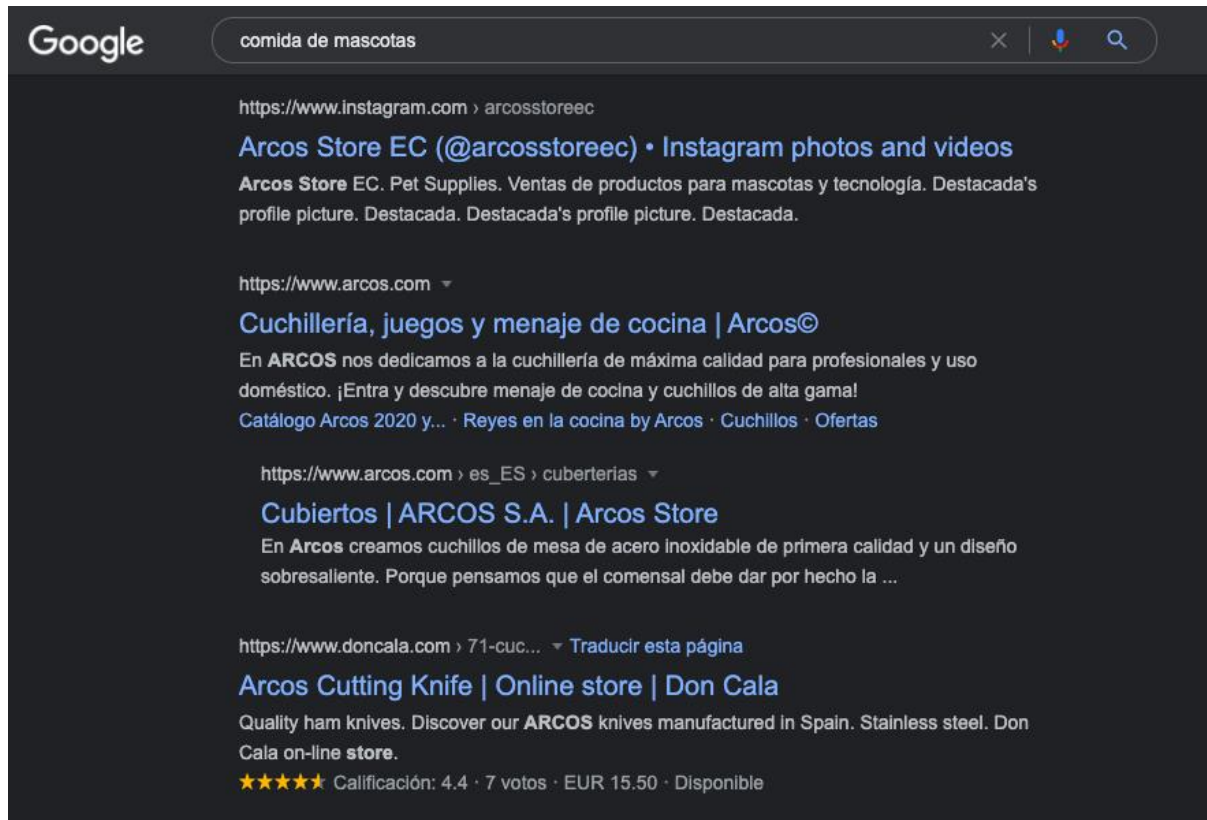 Google
comida de mascotas
https://www.instagram.com › arcosstoreec
Arcos Store EC (@arcosstoreec) • Instagram photos and videos
Arcos Store EC. Pet Supplies. Ventas de productos para mascotas y tecnología. Destacada's
profile picture. Destacada. Destacada's profile picture. Destacada.
https://www.arcos.com
Cuchillería, juegos y menaje de cocina | Arcos©
En ARCOS nos dedicamos a la cuchillería de máxima calidad para profesionales y uso
doméstico. ¡Entra y descubre menaje de cocina y cuchillos de alta gama!
Catálogo Arcos 2020 y... · Reyes en la cocina by Arcos · Cuchillos · Ofertas
https://www.arcos.com › es_ES › cuberterias
Cubiertos | ARCOS S.A. | Arcos Store
En Arcos creamos cuchillos de mesa de acero inoxidable de primera calidad y un diseño
sobresaliente. Porque pensamos que el comensal debe dar por hecho la ...
https://www.doncala.com › 71-cuc... Traducir esta página
Arcos Cutting Knife | Online store | Don Cala
Quality ham knives. Discover our ARCOS knives manufactured in Spain. Stainless steel. Don
Cala on-line store.
Calificación: 4.4 · 7 votos · EUR 15.50 · Disponible